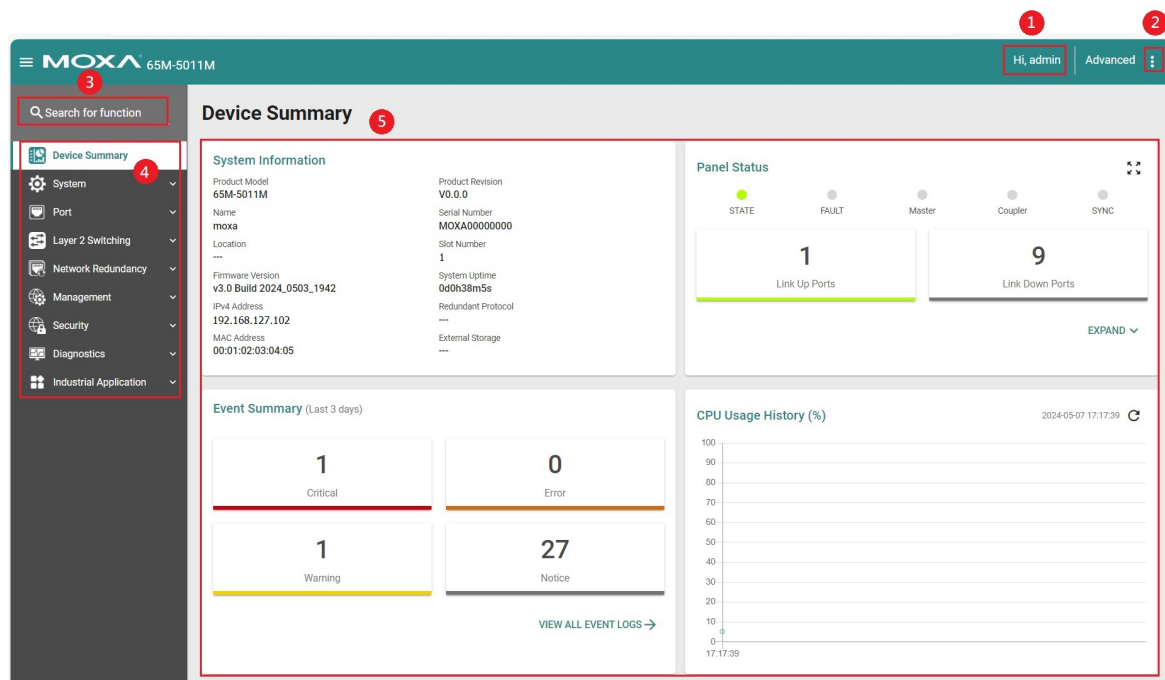 1
2
MOXA 65M-5011M
Hi, admin
Advanced
3
Search for function
Device Summary
5
4
Device Summary
System
Port
Layer 2 Switching
Network Redundancy
Management
Security
Diagnostics
Industrial Application
System Information
Product Model
65M-5011M
Product Revision
V0.0.0
Name
moxa
Serial Number
MOXA00000000
Location
---
Slot Number
1
Firmware Version
v3.0 Build 2024_0503_1942
System Uptime
0d0h38m5s
IPv4 Address
192.168.127.102
Redundant Protocol
---
MAC Address
00:01:02:03:04:05
External Storage
---
Panel Status
STATE
FAULT
Master
Coupler
SYNC
1
Link Up Ports
9
Link Down Ports
EXPAND
Event Summary (Last 3 days)
1
Critical
0
Error
1
Warning
27
Notice
VIEW ALL EVENT LOGS
CPU Usage History (%)
2024-05-07 17:17:39
100
90
80
70
60
50
40
30
20
10
0
17:17:39